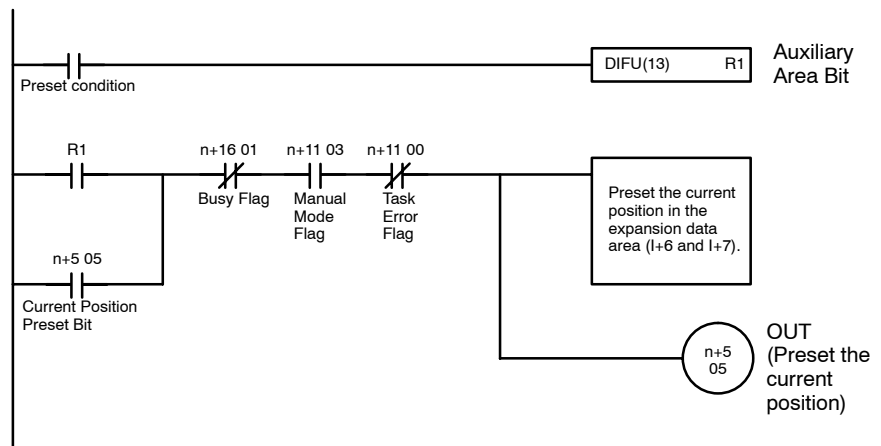 Preset condition
DIFU(13) R1
Auxiliary
Area Bit
R1
n+16 01
n+11 03
n+11 00
Busy Flag
Manual
Mode
Flag
Task
Error
Flag
Preset the current
position in the
expansion data
area (I+6 and I+7).
n+5 05
Current Position
Preset Bit
n+5
05
OUT
(Preset the
current
position)